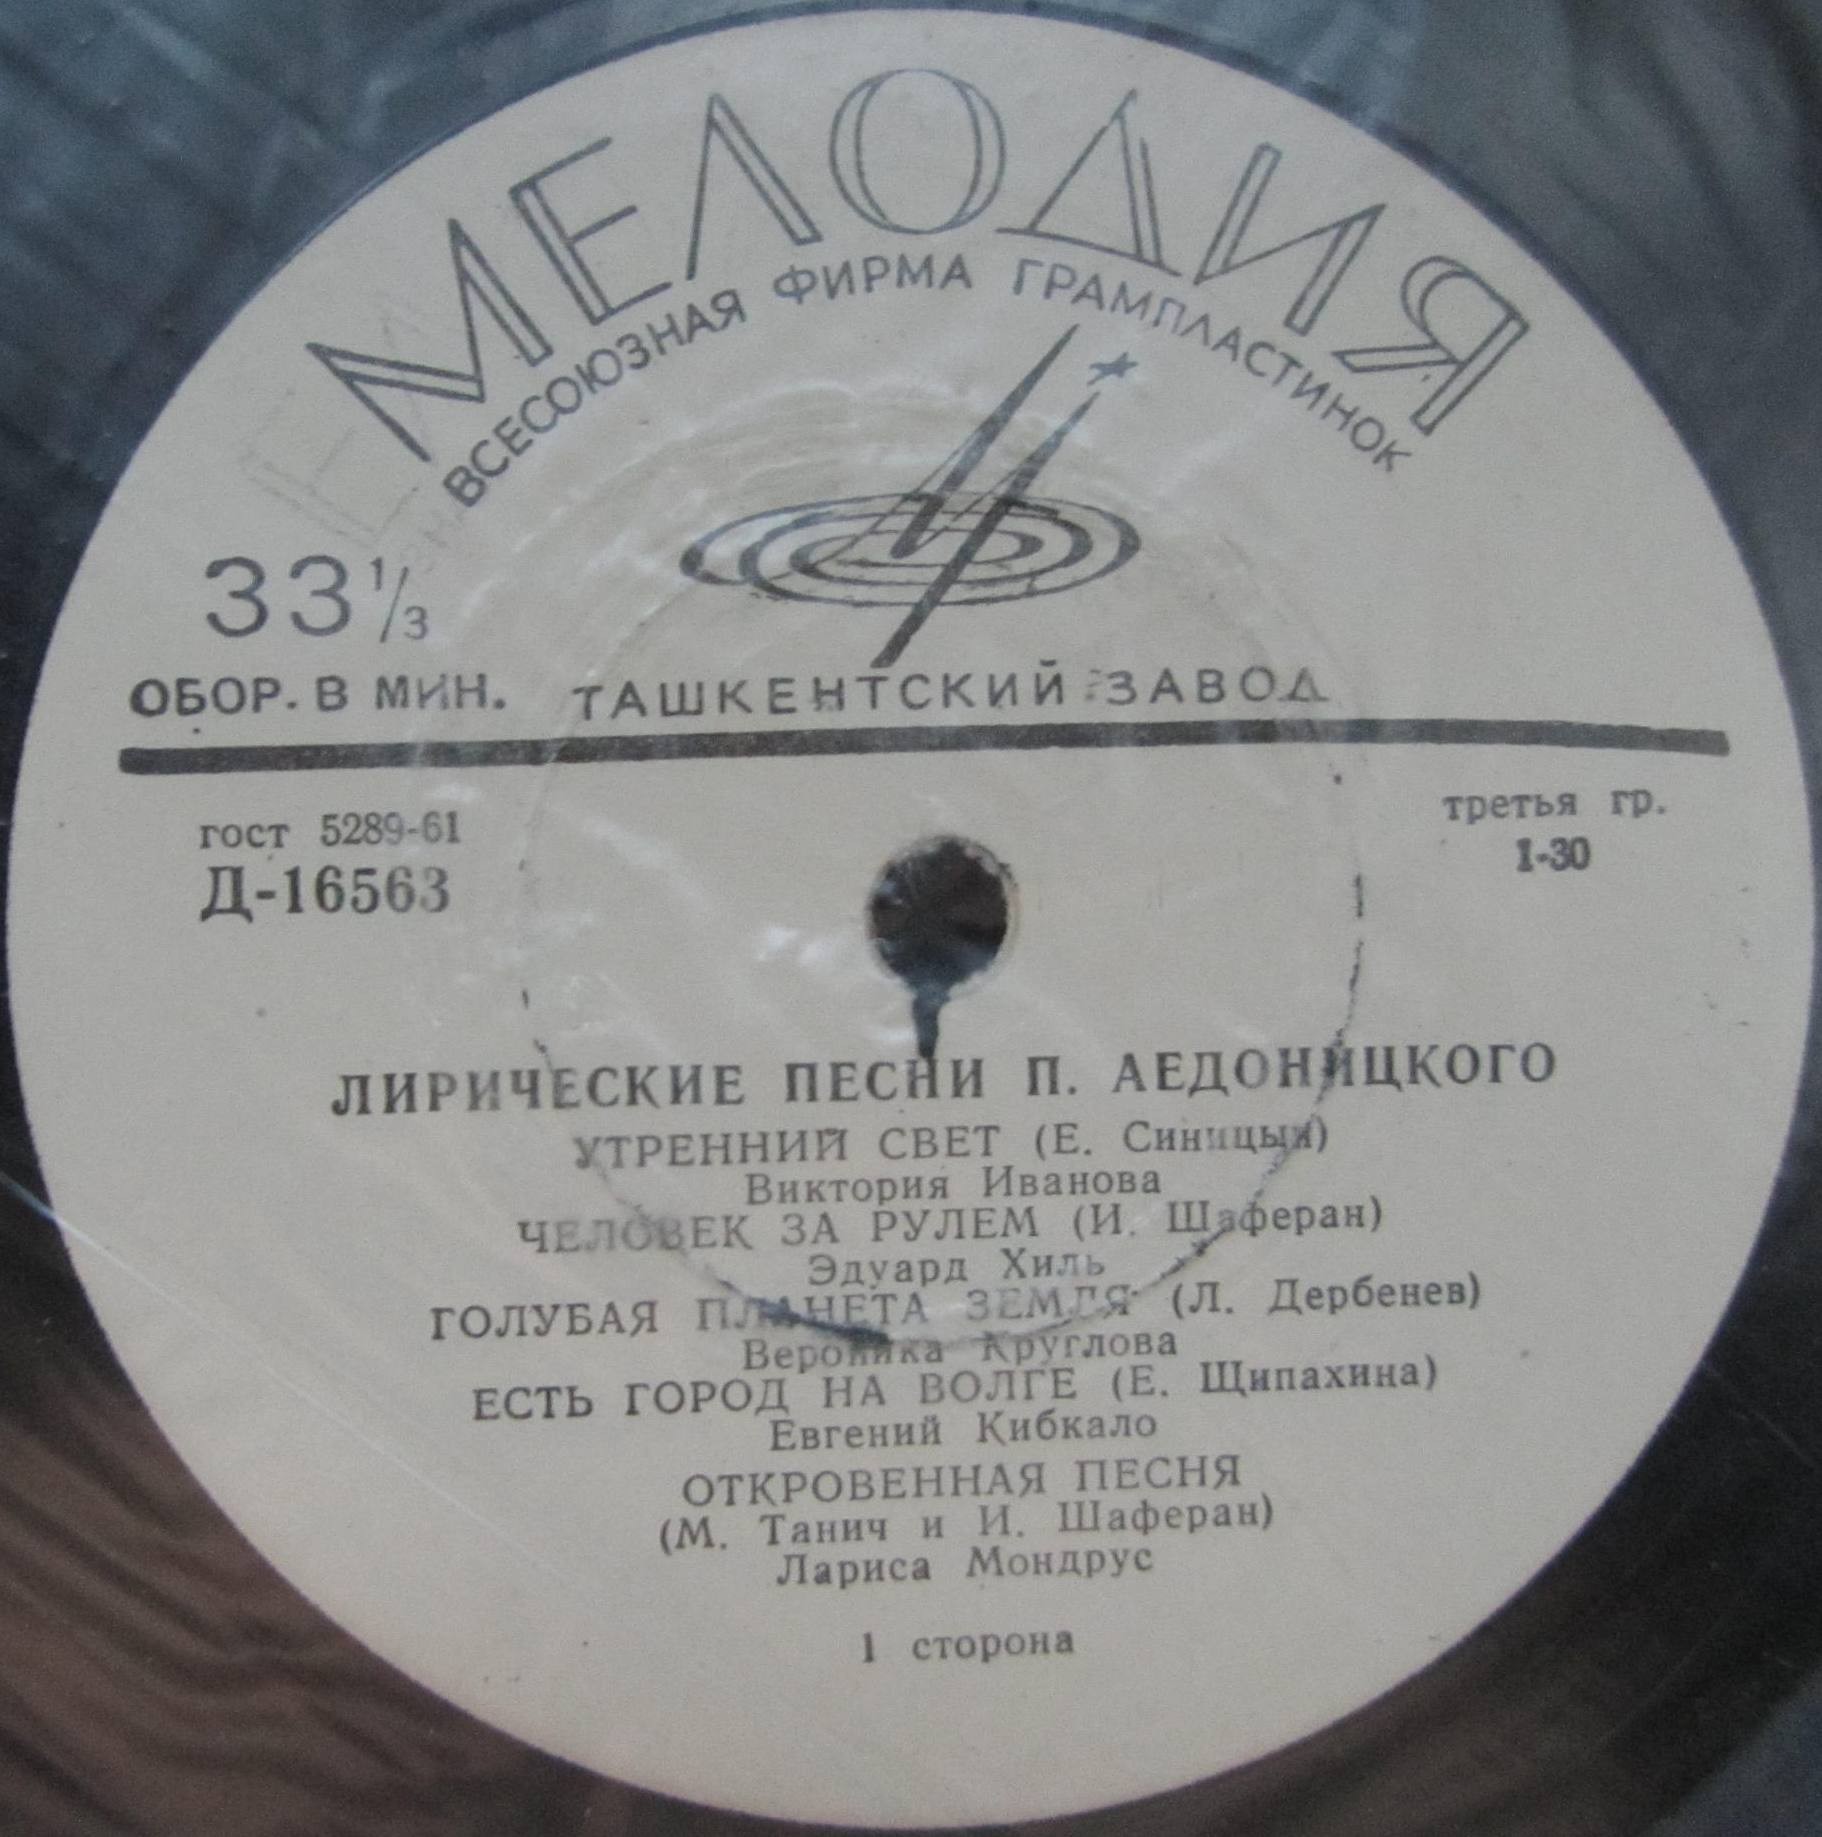 МЕЛОДИЯ
ВСЕСОЮЗНАЯ ФИРМА ГРАМПЛАСТИНОК
33 1/3
ОБОР. В МИН.
ТАШКЕНТСКИЙ ЗАВОД
гост 5289-61
Д-16563
третья гр.
1-30
ЛИРИЧЕСКИЕ ПЕСНИ П. АЕДОНИЦКОГО
УТРЕННИЙ СВЕТ (Е. Синицын)
Виктория Иванова
ЧЕЛОВЕК ЗА РУЛЕМ (И. Шаферан)
Эдуард Хиль
ГОЛУБАЯ ПЛАНЕТА ЗЕМЛЯ (Л. Дербенев)
Вероника Круглова
ЕСТЬ ГОРОД НА ВОЛГЕ (Е. Щипахина)
Евгений Кибкало
ОТКРОВЕННАЯ ПЕСНЯ
(М. Танич и И. Шаферан)
Лариса Мондрус
1 сторона